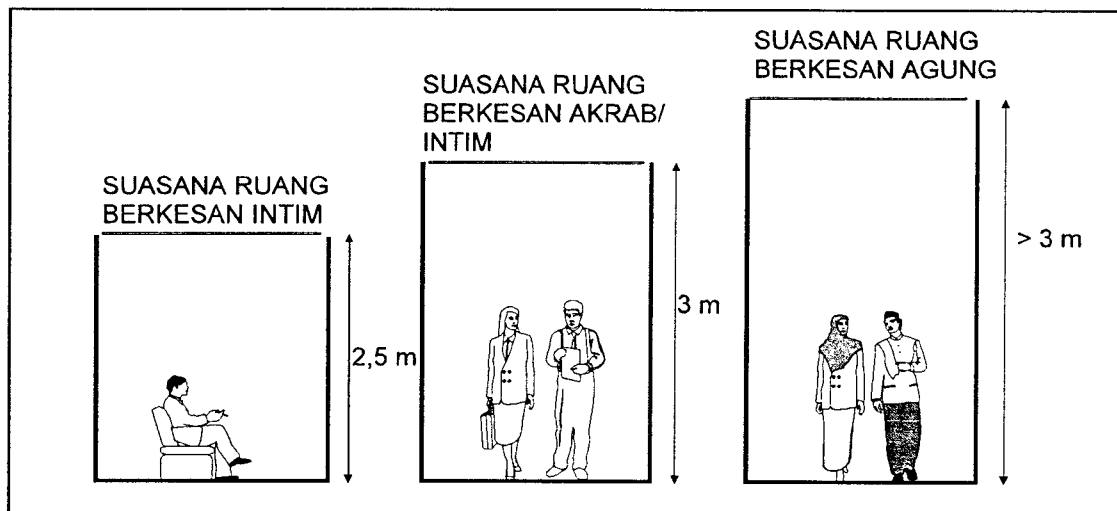 SUASANA RUANG
BERKESAN INTIM
2,5 m
SUASANA RUANG
BERKESAN AKRAB/
INTIM
3 m
SUASANA RUANG
BERKESAN AGUNG
> 3 m